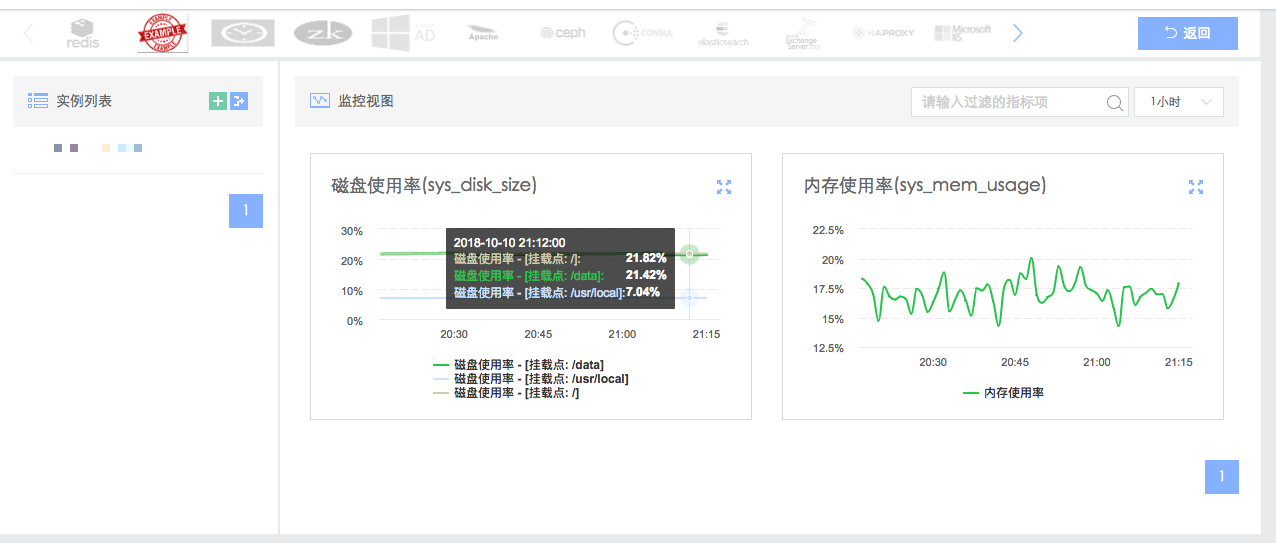 redis
EXAMPLE
EXAMPLE
EXAMPLE
zk
AD
Apache
ceph
CONSUL
elasticsearch
Exchange
HAPROXY
Microsoft
IIS
返回
实例列表
监控视图
请输入过滤的指标项
1小时
1
磁盘使用率(sys_disk_size)
30%
20%
10%
0%
2018-10-10 21:12:00
磁盘使用率 - [挂载点: /]: 21.82%
磁盘使用率 - [挂载点: /data]: 21.42%
磁盘使用率 - [挂载点: /usr/local]:7.04%
20:30 20:45 21:00 21:15
磁盘使用率 - [挂载点: /data]
磁盘使用率 - [挂载点: /usr/local]
磁盘使用率 - [挂载点: /]
内存使用率(sys_mem_usage)
22.5%
20%
17.5%
15%
12.5%
20:30 20:45 21:00 21:15
内存使用率
1